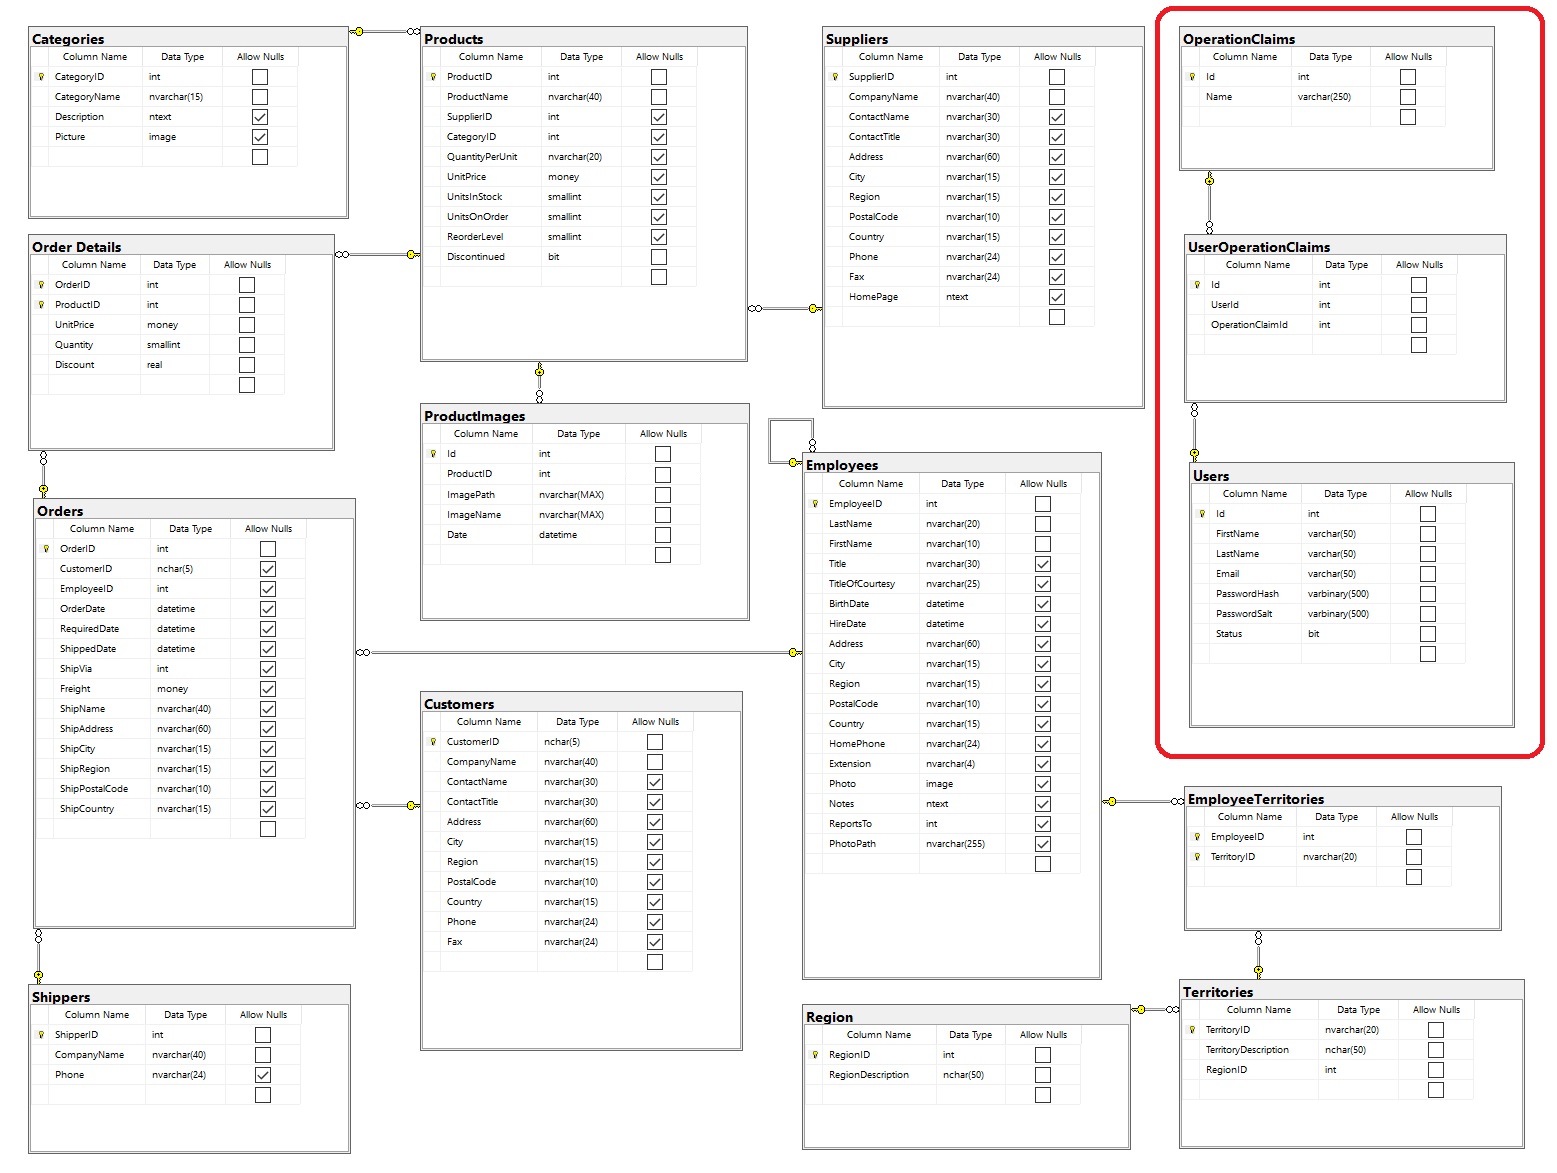 Categories
Column Name Data Type Allow Nulls
CategoryID int
CategoryName nvarchar(15)
Description ntext
Picture image
Products
Column Name Data Type Allow Nulls
ProductID int
ProductName nvarchar(40)
SupplierID int
CategoryID int
QuantityPerUnit nvarchar(20)
UnitPrice money
UnitsInStock smallint
UnitsOnOrder smallint
ReorderLevel smallint
Discontinued bit
Suppliers
Column Name Data Type Allow Nulls
SupplierID int
CompanyName nvarchar(40)
ContactName nvarchar(30)
ContactTitle nvarchar(30)
Address nvarchar(60)
City nvarchar(15)
Region nvarchar(15)
PostalCode nvarchar(10)
Country nvarchar(15)
Phone nvarchar(24)
Fax nvarchar(24)
HomePage ntext
OperationClaims
Column Name Data Type Allow Nulls
Id int
Name varchar(250)
Order Details
Column Name Data Type Allow Nulls
OrderID int
ProductID int
UnitPrice money
Quantity smallint
Discount real
UserOperationClaims
Column Name Data Type Allow Nulls
Id int
UserId int
OperationClaimId int
ProductImages
Column Name Data Type Allow Nulls
Id int
ProductID int
ImagePath nvarchar(MAX)
ImageName nvarchar(MAX)
Date datetime
Employees
Column Name Data Type Allow Nulls
EmployeeID int
LastName nvarchar(20)
FirstName nvarchar(10)
Title nvarchar(30)
TitleOfCourtesy nvarchar(25)
BirthDate datetime
HireDate datetime
Address nvarchar(60)
City nvarchar(15)
Region nvarchar(15)
PostalCode nvarchar(10)
Country nvarchar(15)
HomePhone nvarchar(24)
Extension nvarchar(4)
Photo image
Notes ntext
ReportsTo int
PhotoPath nvarchar(255)
Users
Column Name Data Type Allow Nulls
Id int
FirstName varchar(50)
LastName varchar(50)
Email varchar(50)
PasswordHash varbinary(500)
PasswordSalt varbinary(500)
Status bit
Orders
Column Name Data Type Allow Nulls
OrderID int
CustomerID nchar(5)
EmployeeID int
OrderDate datetime
RequiredDate datetime
ShippedDate datetime
ShipVia int
Freight money
ShipName nvarchar(40)
ShipAddress nvarchar(60)
ShipCity nvarchar(15)
ShipRegion nvarchar(15)
ShipPostalCode nvarchar(10)
ShipCountry nvarchar(15)
Customers
Column Name Data Type Allow Nulls
CustomerID nchar(5)
CompanyName nvarchar(40)
ContactName nvarchar(30)
ContactTitle nvarchar(30)
Address nvarchar(60)
City nvarchar(15)
Region nvarchar(15)
PostalCode nvarchar(10)
Country nvarchar(15)
Phone nvarchar(24)
Fax nvarchar(24)
EmployeeTerritories
Column Name Data Type Allow Nulls
EmployeeID int
TerritoryID nvarchar(20)
Shippers
Column Name Data Type Allow Nulls
ShipperID int
CompanyName nvarchar(40)
Phone nvarchar(24)
Region
Column Name Data Type Allow Nulls
RegionID int
RegionDescription nchar(50)
Territories
Column Name Data Type Allow Nulls
TerritoryID nvarchar(20)
TerritoryDescription nchar(50)
RegionID int